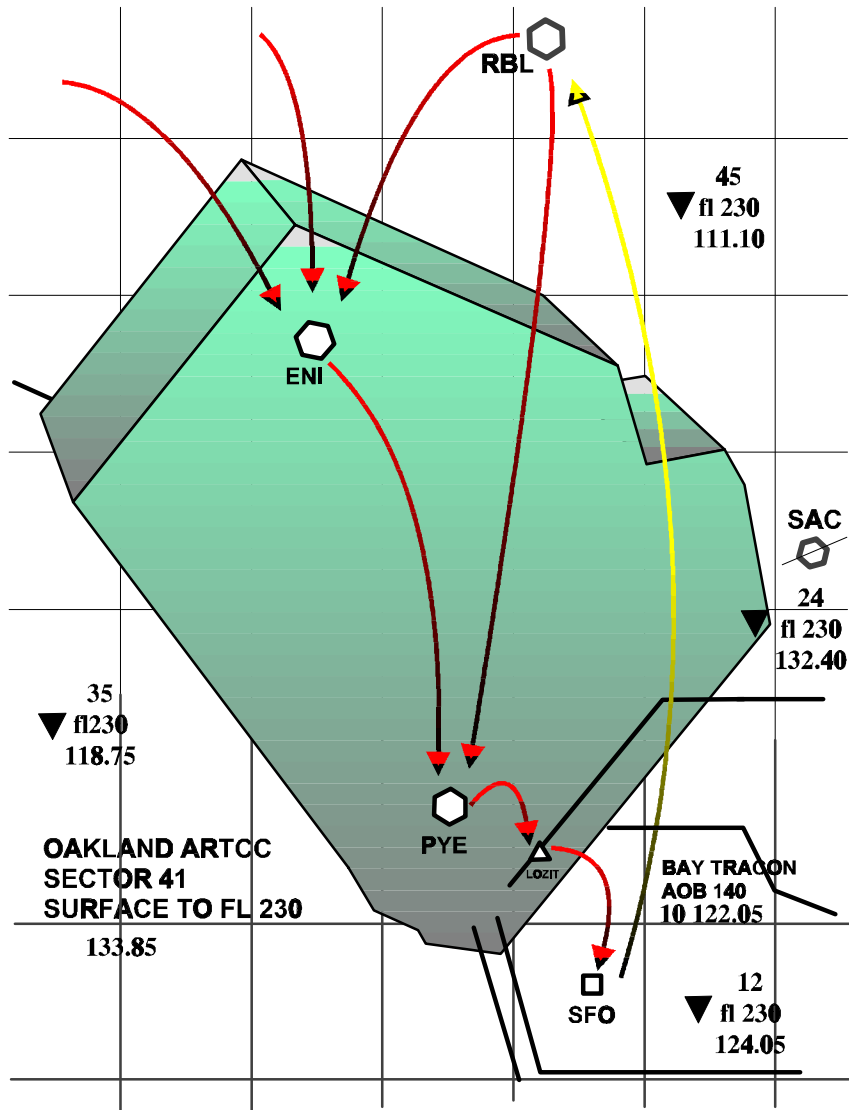 RBL
45
fl 230
111.10
ENI
SAC
24
fl 230
132.40
35
fl230
118.75
PYE
LOZIT
OAKLAND ARTCC
SECTOR 41
SURFACE TO FL 230
133.85
BAY TRACON
AOB 140
10 122.05
SFO
12
fl 230
124.05